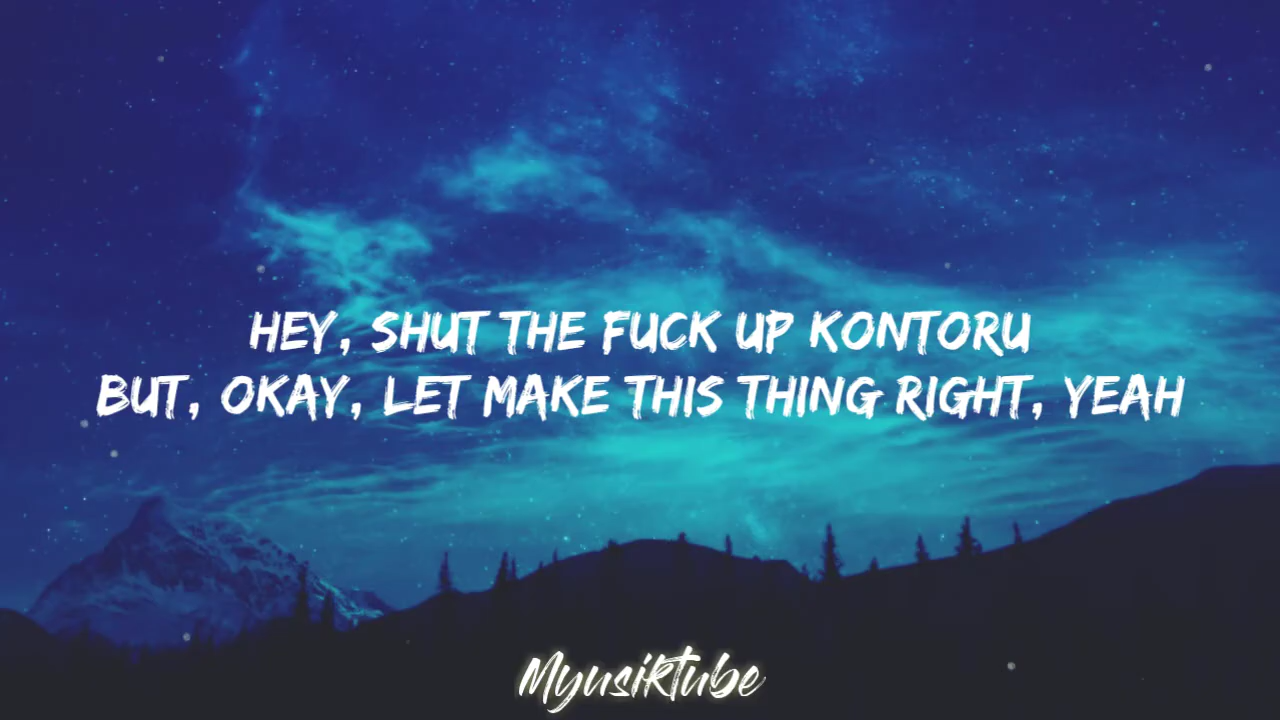 HEY, SHUT THE FUCK UP KONTORU
BUT, OKAY, LET MAKE THIS THING RIGHT, YEAH
Myusiktube